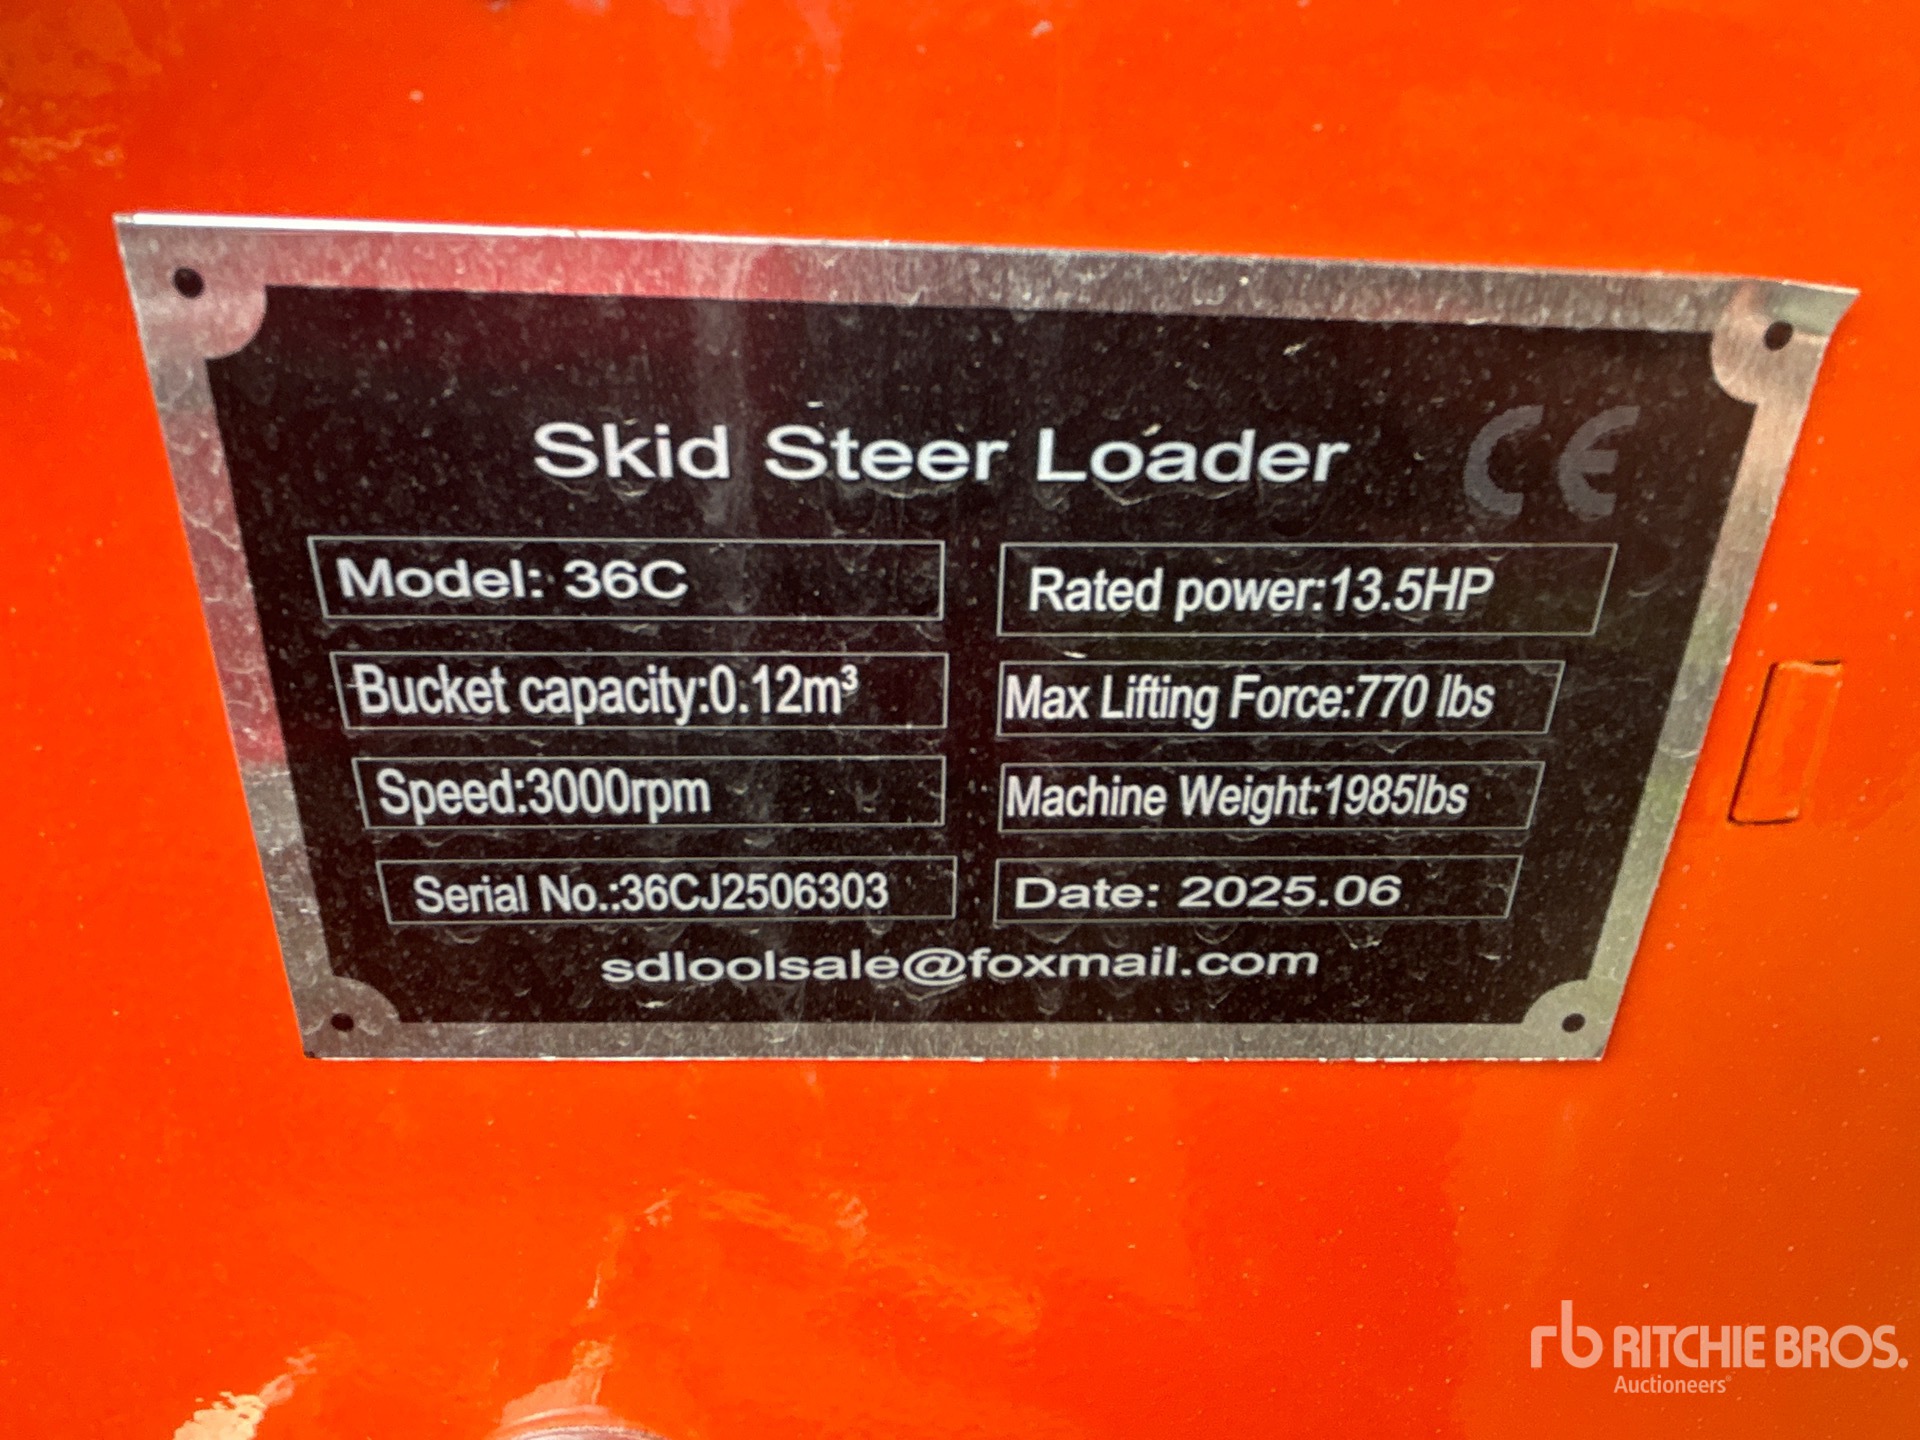 Skid Steer Loader CE
Model: 36C
Rated power:13.5HP
Bucket capacity:0.12m³
Max Lifting Force:770 lbs
Speed:3000rpm
Machine Weight:1985lbs
Serial No.:36CJ2506303
Date: 2025.06
sdloolsale@foxmail.com
rb RITCHIE BROS.
Auctioneers